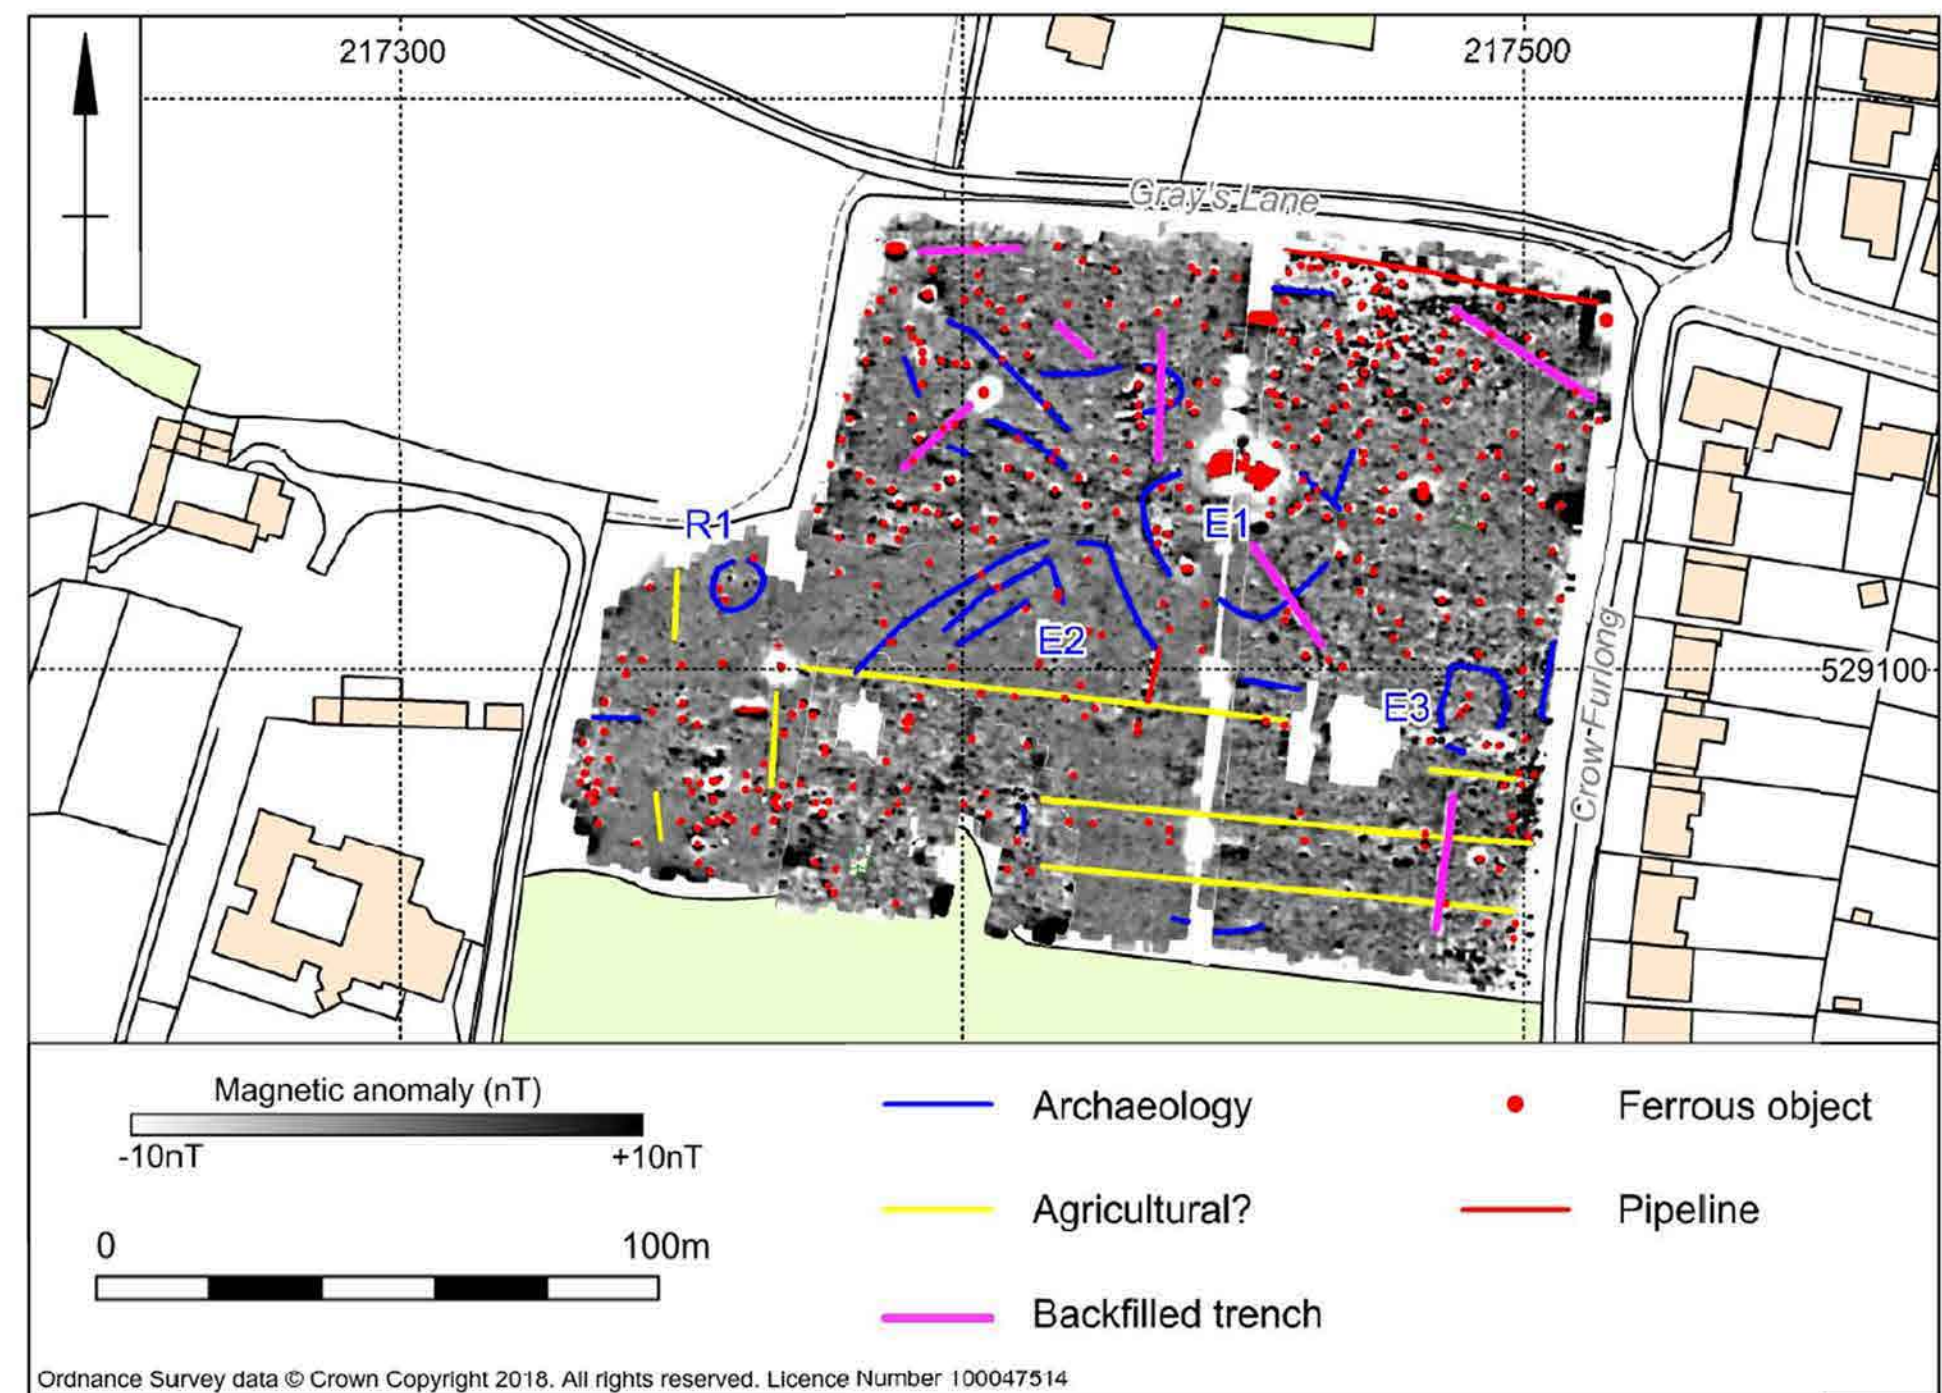 217300
217500
Gray's Lane
R1
E1
E2
E3
529100
Crow Furlong
Magnetic anomaly (nT)
-10nT
+10nT
0
100m
Archaeology
Agricultural?
Backfilled trench
Ferrous object
Pipeline
Ordnance Survey data © Crown Copyright 2018. All rights reserved. Licence Number 100047514